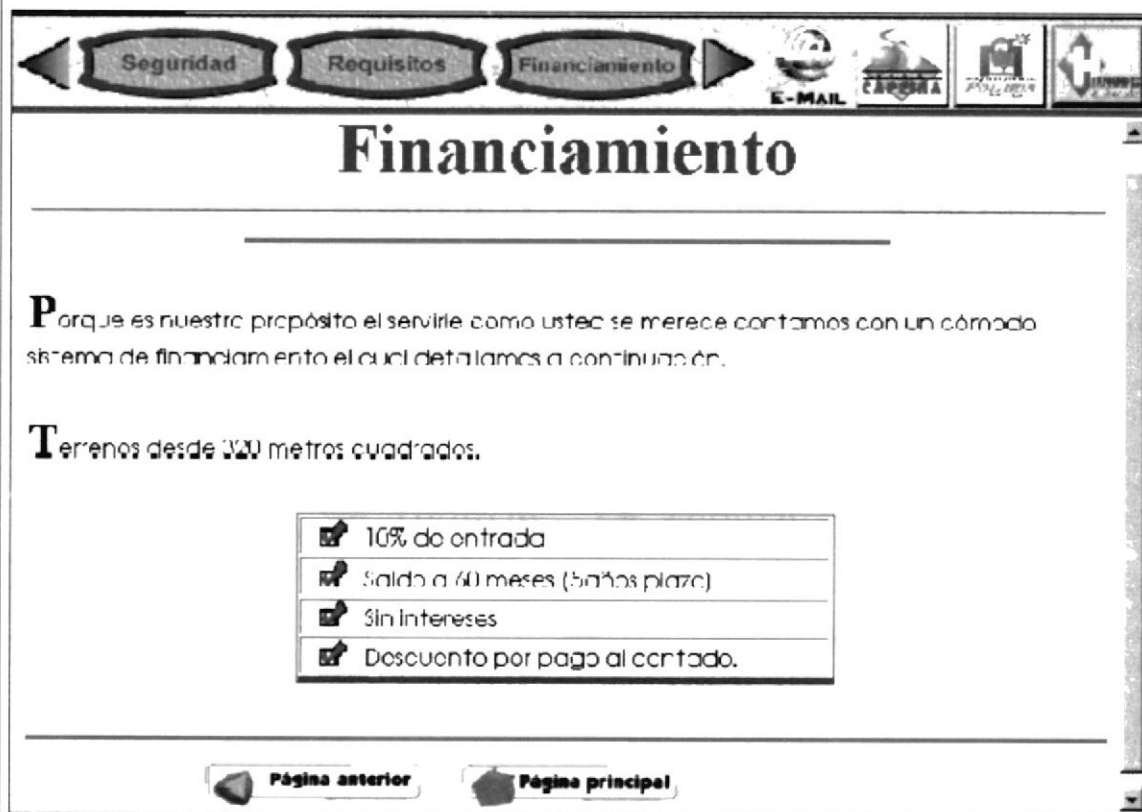 Seguridad Requisitos Financiamiento
E-MAIL CAPEIRA
Financiamiento
Porque es nuestro propósito el servirle como usted se merece contamos con un cómodo
sistema de financiamiento el cual detallamos a continuación.
Terrenos desde 320 metros cuadrados.
10% de entrada
Saldo a 60 meses (5años plazo)
Sin intereses
Descuento por pago al contado.
Página anterior Página principal